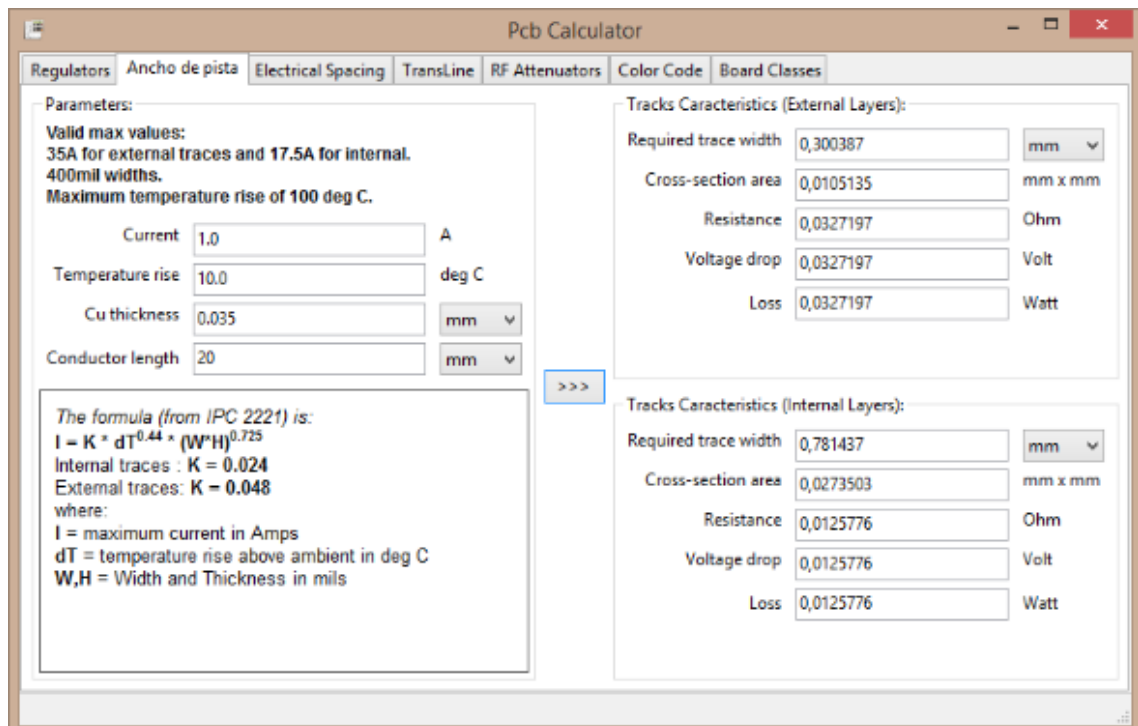 Pcb Calculator
Regulators Ancho de pista Electrical Spacing TransLine RF Attenuators Color Code Board Classes
Parameters:
Valid max values:
35A for external traces and 17.5A for internal.
400mil widths.
Maximum temperature rise of 100 deg C.
Current 1.0 A
Temperature rise 10.0 deg C
Cu thickness 0.035 mm
Conductor length 20 mm
The formula (from IPC 2221) is:
I = K * dT^0.44 * (W*H)^0.725
Internal traces : K = 0.024
External traces: K = 0.048
where:
I = maximum current in Amps
dT = temperature rise above ambient in deg C
W,H = Width and Thickness in mils
>>>
Tracks Caracteristics (External Layers):
Required trace width 0,300387 mm
Cross-section area 0,0105135 mm x mm
Resistance 0,0327197 Ohm
Voltage drop 0,0327197 Volt
Loss 0,0327197 Watt
Tracks Caracteristics (Internal Layers):
Required trace width 0,781437 mm
Cross-section area 0,0273503 mm x mm
Resistance 0,0125776 Ohm
Voltage drop 0,0125776 Volt
Loss 0,0125776 Watt